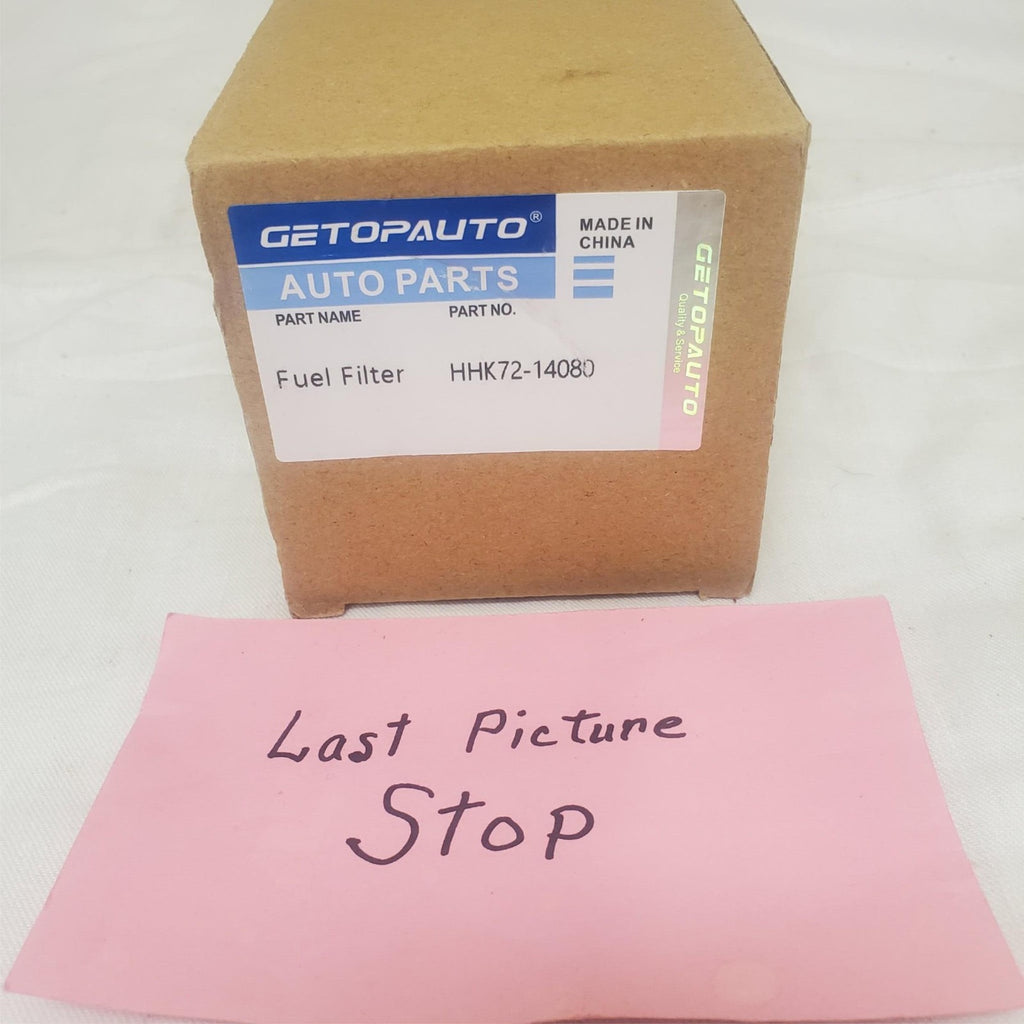 GETOPAUTO®
AUTO PARTS
MADE IN
CHINA
PART NAME
PART NO.
Fuel Filter
HHK72-14080
GETOPAUTO
Quality & Service
Last Picture
Stop